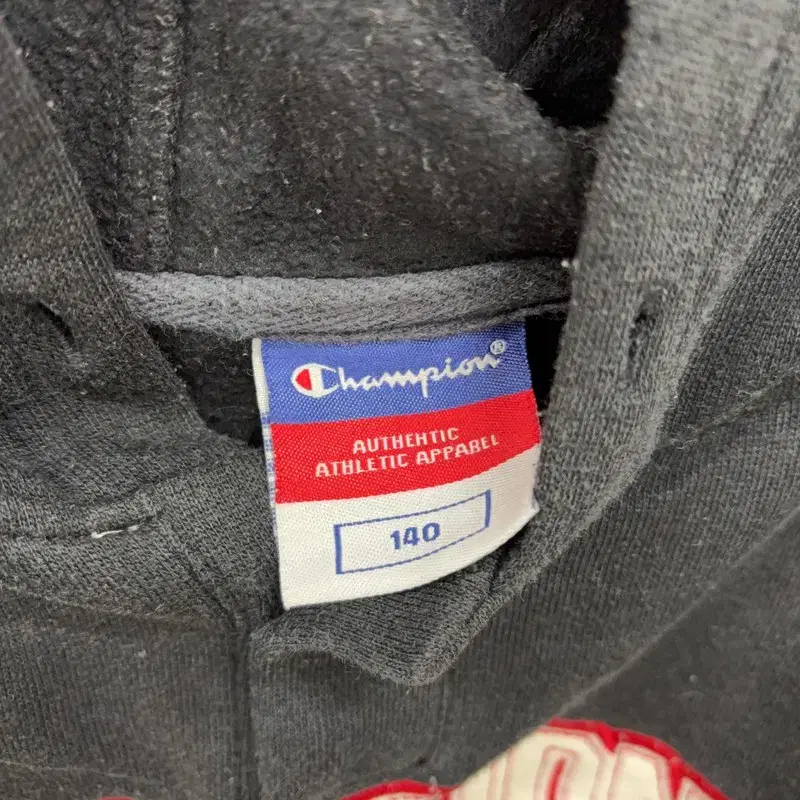 Champion®
AUTHENTIC
ATHLETIC APPAREL
140